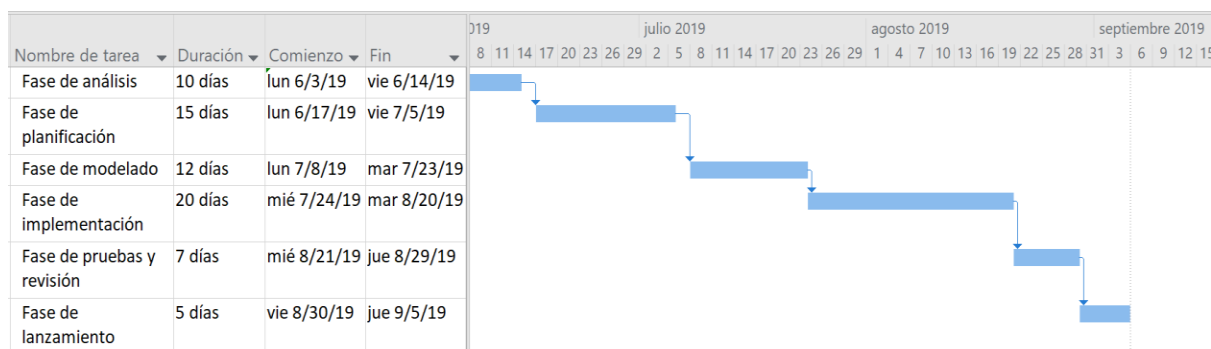 019 julio 2019 agosto 2019 septiembre 2019
Nombre de tarea Duración Comienzo Fin 8 11 14 17 20 23 26 29 2 5 8 11 14 17 20 23 26 29 1 4 7 10 13 16 19 22 25 28 31 3 6 9 12 15
Fase de análisis 10 días lun 6/3/19 vie 6/14/19
Fase de 15 días lun 6/17/19 vie 7/5/19
planificación
Fase de modelado 12 días lun 7/8/19 mar 7/23/19
Fase de 20 días mié 7/24/19 mar 8/20/19
implementación
Fase de pruebas y 7 días mié 8/21/19 jue 8/29/19
revisión
Fase de 5 días vie 8/30/19 jue 9/5/19
lanzamiento